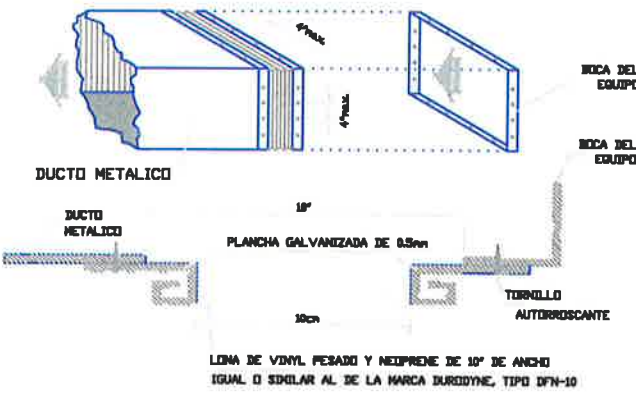 4"max.
BOCA DEL
EQUIPO
4"max.
BOCA DEL
EQUIPO
DUCTO METALICO
DUCTO
METALICO
10"
PLANCHA GALVANIZADA DE 0.5mm
TORNILLO
AUTORROSCANTE
10cm
LONA DE VINYL PESADO Y NEOPRENE DE 10" DE ANCHO
IGUAL O SIMILAR AL DE LA MARCA DURODYNE, TIPO DFN-10